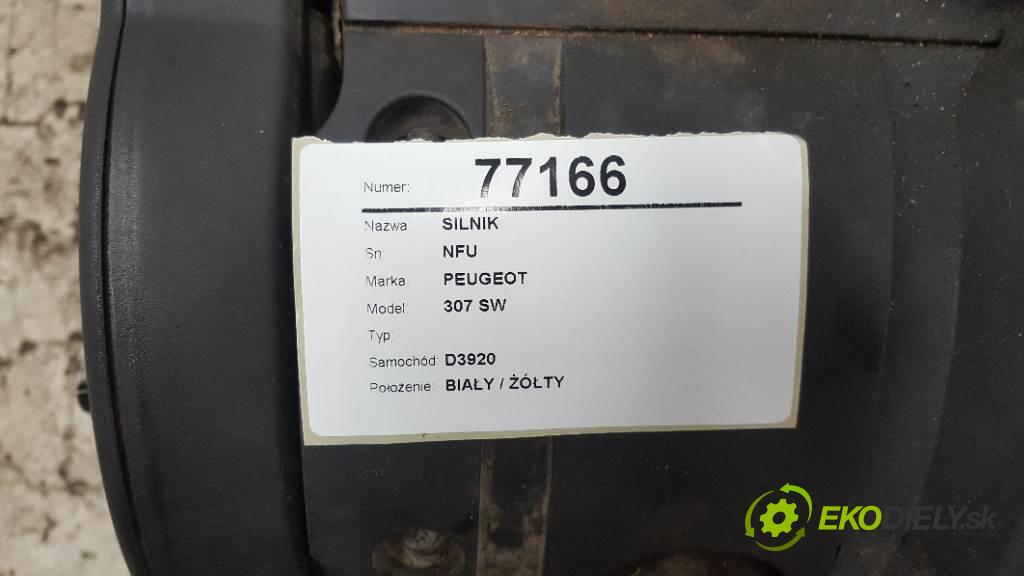 Numer: 77166
Nazwa: SILNIK
Sn: NFU
Marka: PEUGEOT
Model: 307 SW
Typ:
Samochód: D3920
Położenie: BIAŁY / ŻÓŁTY
EKODIELY.sk